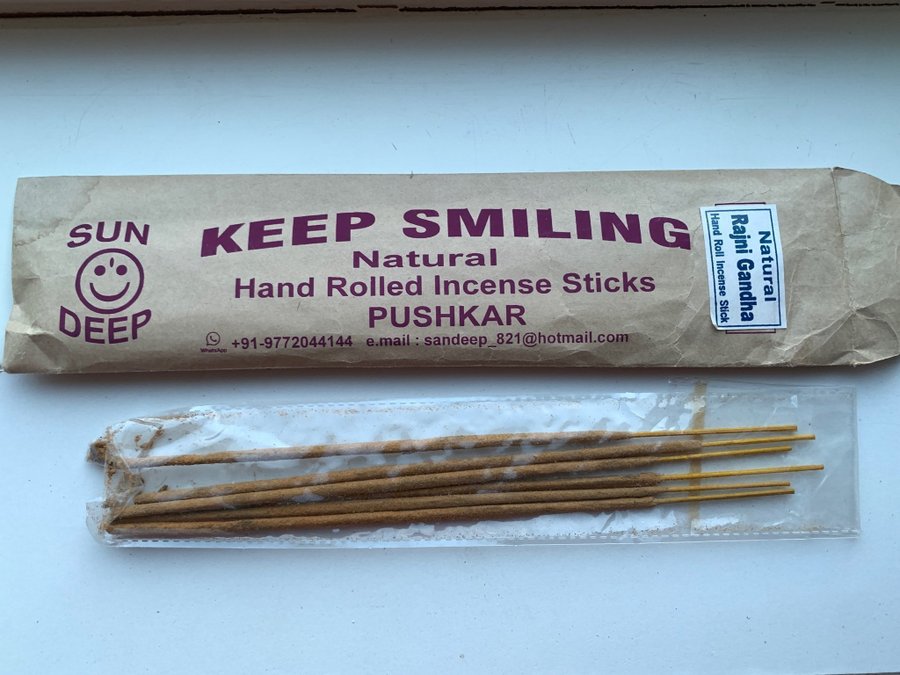 SUN
DEEP
KEEP SMILING
Natural
Hand Rolled Incense Sticks
PUSHKAR
WhatsApp
+91-9772044144 e.mail : sandeep_821@hotmail.com
Natural
Rajni Gandha
Hand Roll Incense Stick